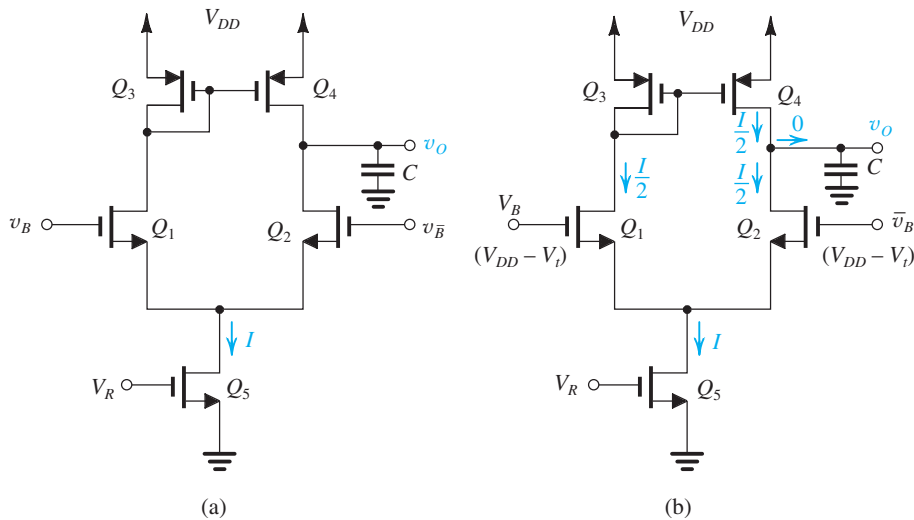 V_DD
Q_3
Q_4
v_O
C
v_B
Q_1
Q_2
v_B̄
I
V_R
Q_5
(a)
V_DD
Q_3
Q_4
I/2
0
v_O
I/2
I/2
C
V_B
Q_1
Q_2
v̄_B
(V_DD − V_t)
(V_DD − V_t)
I
V_R
Q_5
(b)